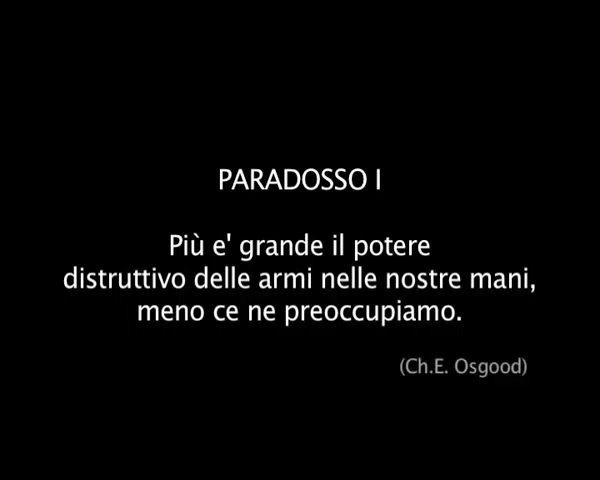 PARADOSSO I
Più e' grande il potere
distruttivo delle armi nelle nostre mani,
meno ce ne preoccupiamo.
(Ch.E. Osgood)